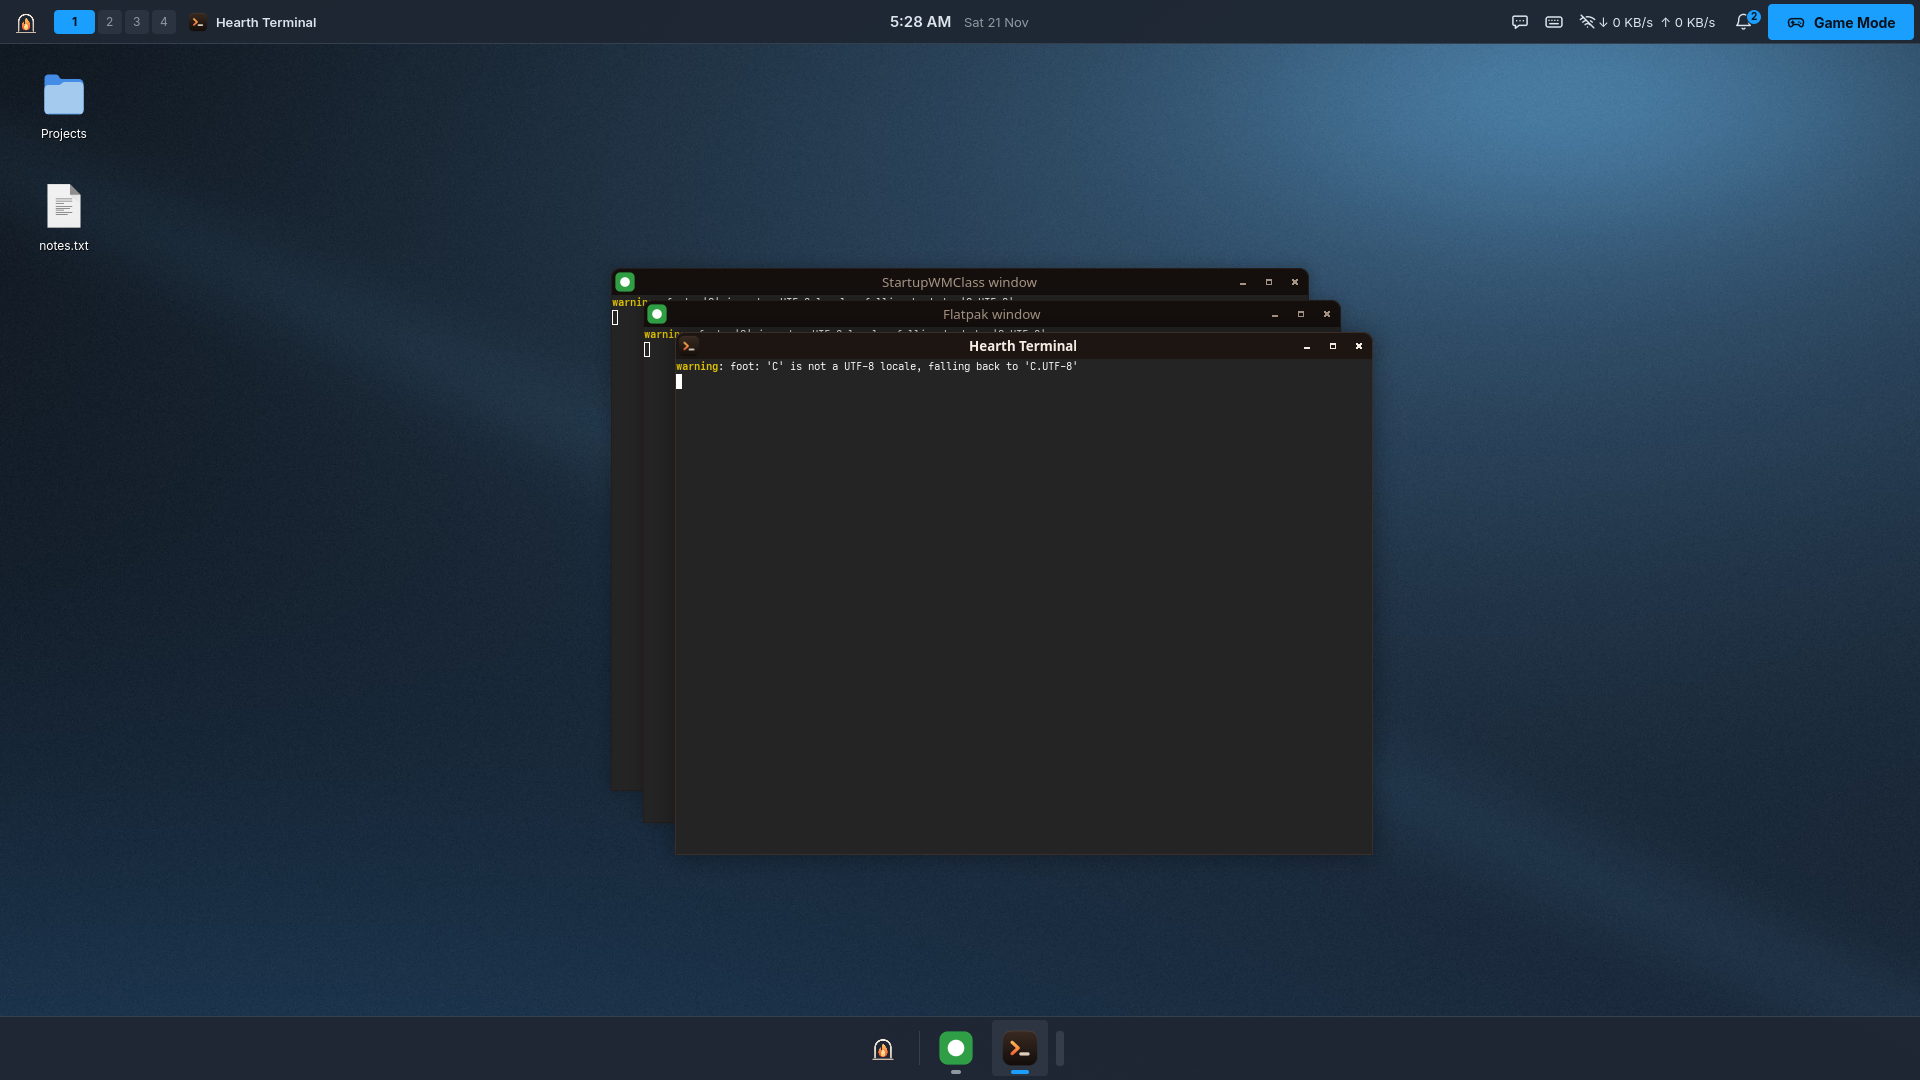 1 2 3 4 Hearth Terminal 5:28 AM Sat 21 Nov ↓ 0 KB/s ↑ 0 KB/s 2 Game Mode
Projects
notes.txt
StartupWMClass window
Flatpak window
Hearth Terminal
warning: foot: 'C' is not a UTF-8 locale, falling back to 'C.UTF-8'